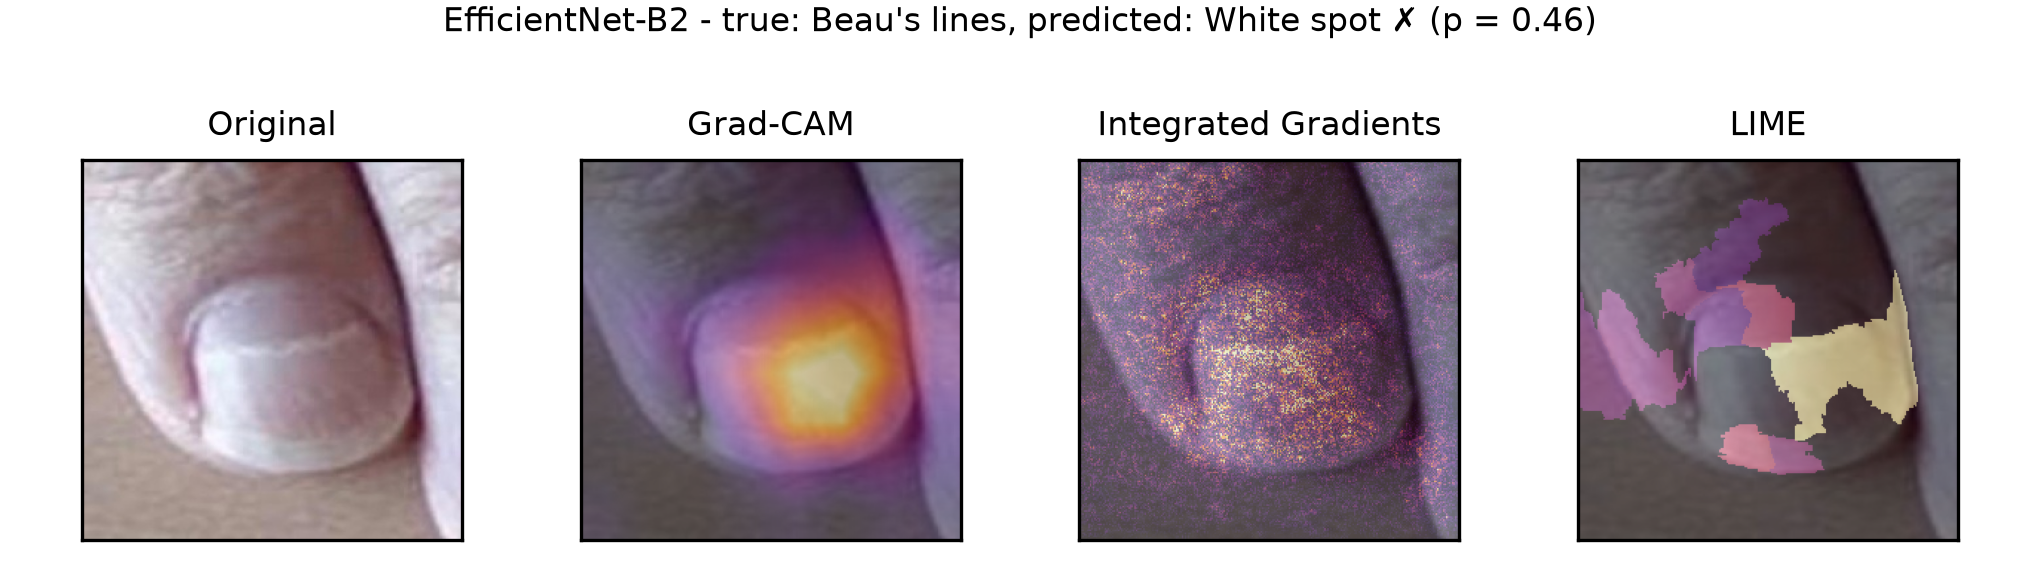 EfficientNet-B2 - true: Beau's lines, predicted: White spot ✗ (p = 0.46)
Original
Grad-CAM
Integrated Gradients
LIME